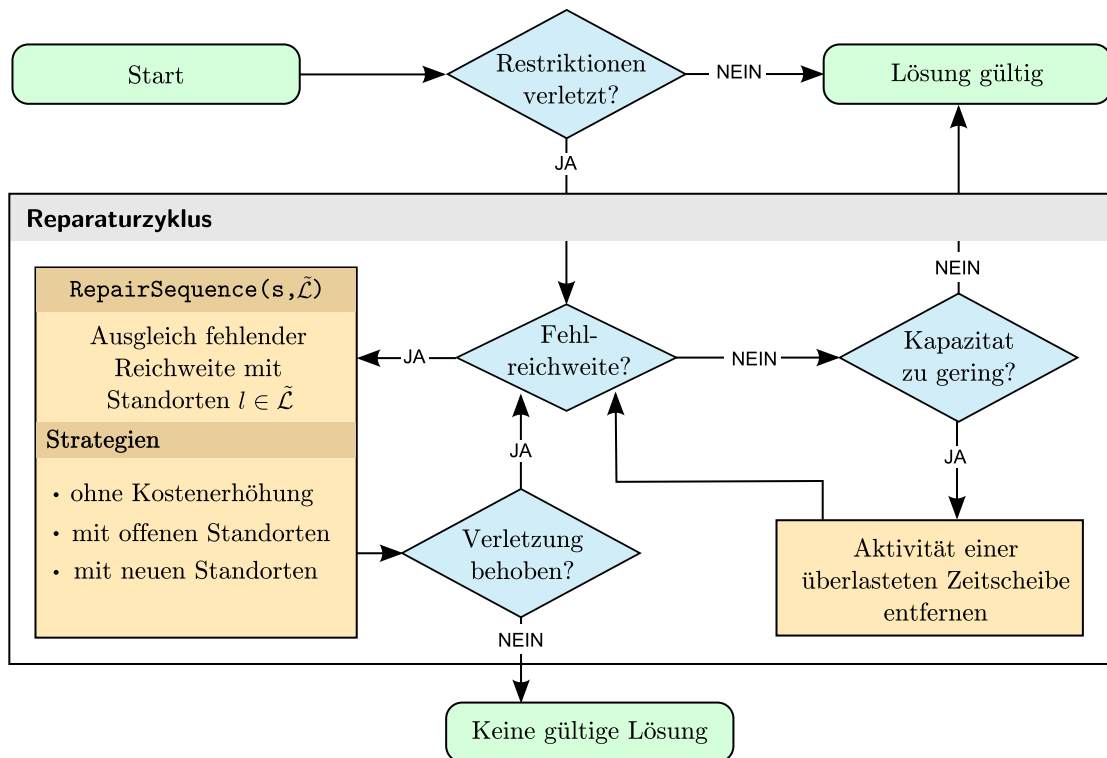 Start
Restriktionen
verletzt?
NEIN
Lösung gültig
JA
Reparaturzyklus
RepairSequence(s,ℒ̃)
Ausgleich fehlender
Reichweite mit
Standorten l ∈ ℒ̃
Strategien
• ohne Kostenerhöhung
• mit offenen Standorten
• mit neuen Standorten
JA
Fehl-
reichweite?
NEIN
NEIN
Kapazitat
zu gering?
JA
JA
Verletzung
behoben?
Aktivität einer
überlasteten Zeitscheibe
entfernen
NEIN
Keine gültige Lösung